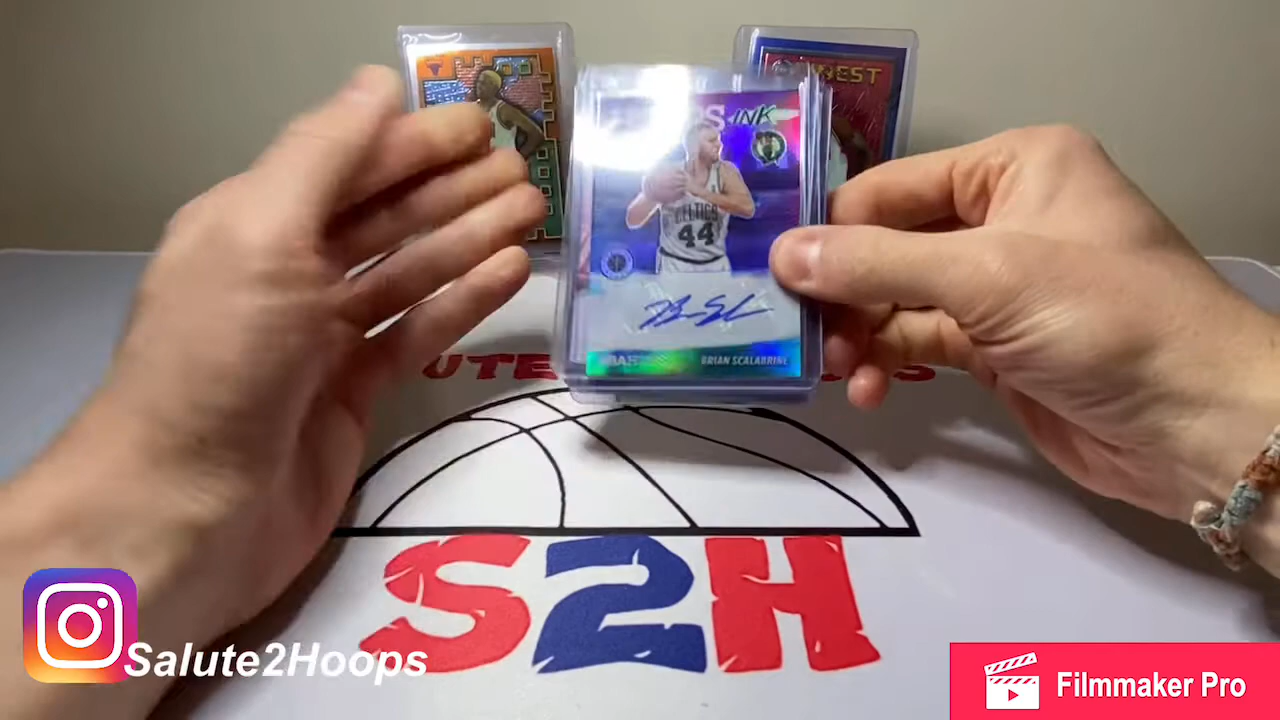 WEST
INK
CELTICS
44
BRIAN SCALABRINE
S2H
Salute2Hoops
Filmmaker Pro